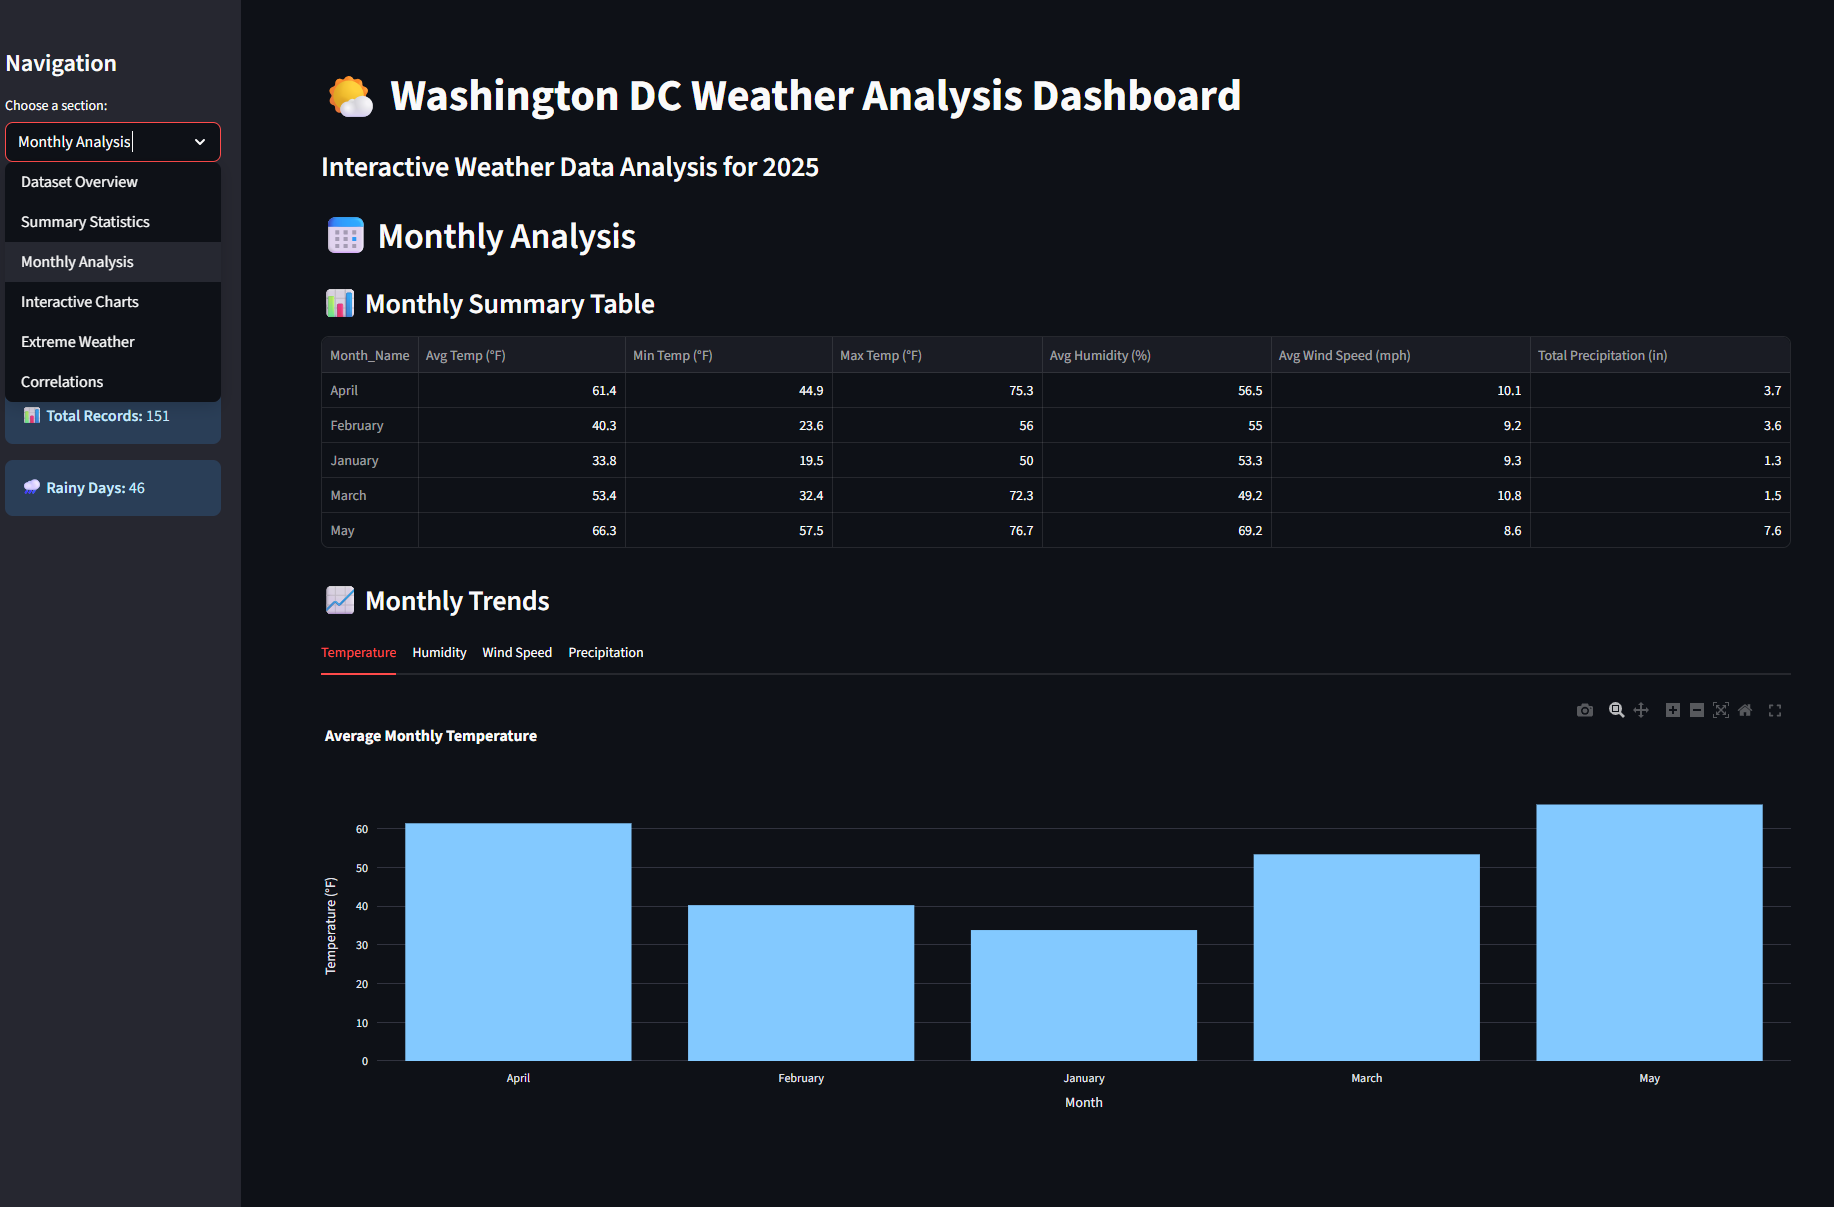 Navigation
Choose a section:
Monthly Analysis
Dataset Overview
Summary Statistics
Monthly Analysis
Interactive Charts
Extreme Weather
Correlations
Total Records: 151
Rainy Days: 46
Washington DC Weather Analysis Dashboard
Interactive Weather Data Analysis for 2025
Monthly Analysis
Monthly Summary Table
Month_Name Avg Temp (°F) Min Temp (°F) Max Temp (°F) Avg Humidity (%) Avg Wind Speed (mph) Total Precipitation (in)
April 61.4 44.9 75.3 56.5 10.1 3.7
February 40.3 23.6 56 55 9.2 3.6
January 33.8 19.5 50 53.3 9.3 1.3
March 53.4 32.4 72.3 49.2 10.8 1.5
May 66.3 57.5 76.7 69.2 8.6 7.6
Monthly Trends
Temperature Humidity Wind Speed Precipitation
Average Monthly Temperature
Temperature (°F)
60
50
40
30
20
10
0
April February January March May
Month